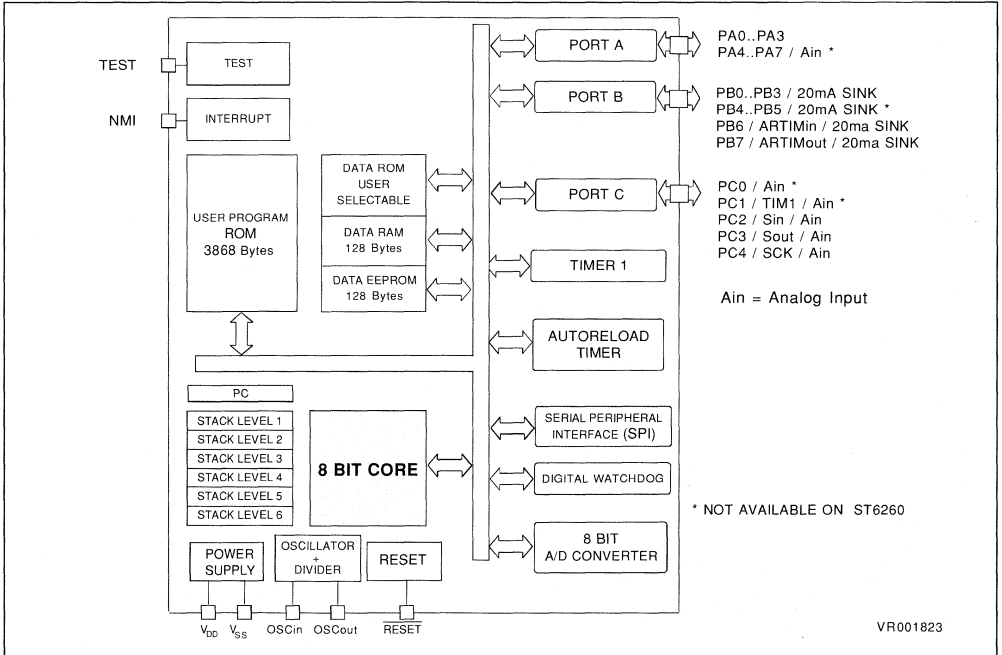 TEST
TEST
NMI
INTERRUPT
USER PROGRAM
ROM
3868 Bytes
DATA ROM
USER
SELECTABLE
DATA RAM
128 Bytes
DATA EEPROM
128 Bytes
PC
STACK LEVEL 1
STACK LEVEL 2
STACK LEVEL 3
STACK LEVEL 4
STACK LEVEL 5
STACK LEVEL 6
8 BIT CORE
POWER
SUPPLY
OSCILLATOR
+
DIVIDER
RESET
VDD
VSS
OSCin
OSCout
RESET
PORT A
PA0..PA3
PA4..PA7 / Ain *
PORT B
PB0..PB3 / 20mA SINK
PB4..PB5 / 20mA SINK *
PB6 / ARTIMin / 20ma SINK
PB7 / ARTIMout / 20ma SINK
PORT C
PC0 / Ain *
PC1 / TIM1 / Ain *
PC2 / Sin / Ain
PC3 / Sout / Ain
PC4 / SCK / Ain
TIMER 1
Ain = Analog Input
AUTORELOAD
TIMER
SERIAL PERIPHERAL
INTERFACE (SPI)
DIGITAL WATCHDOG
* NOT AVAILABLE ON ST6260
8 BIT
A/D CONVERTER
VR001823